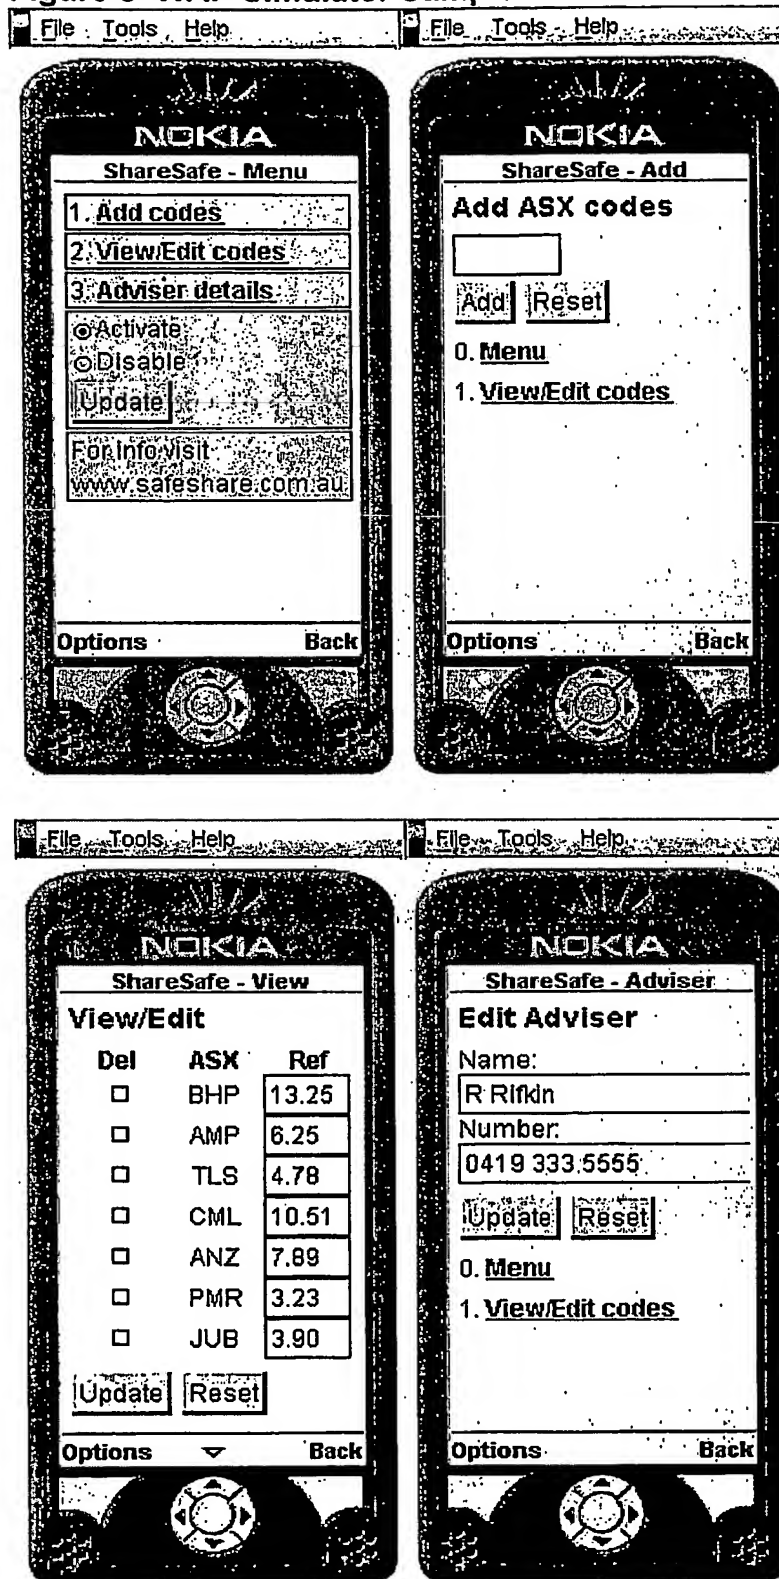 File Tools Help
NOKIA
ShareSafe - Menu
1. Add codes
2. View/Edit codes
3. Adviser details
Activate
Disable
Update
For info visit
www.safeshare.com.au
Options Back
File Tools Help
NOKIA
ShareSafe - Add
Add ASX codes
Add Reset
0. Menu
1. View/Edit codes
Options Back
File Tools Help
NOKIA
ShareSafe - View
View/Edit
Del ASX Ref
BHP 13.25
AMP 6.25
TLS 4.78
CML 10.51
ANZ 7.89
PMR 3.23
JUB 3.90
Update Reset
Options Back
File Tools Help
NOKIA
ShareSafe - Adviser
Edit Adviser
Name:
R Rifkin
Number:
0419 333 5555
Update Reset
0. Menu
1. View/Edit codes
Options Back